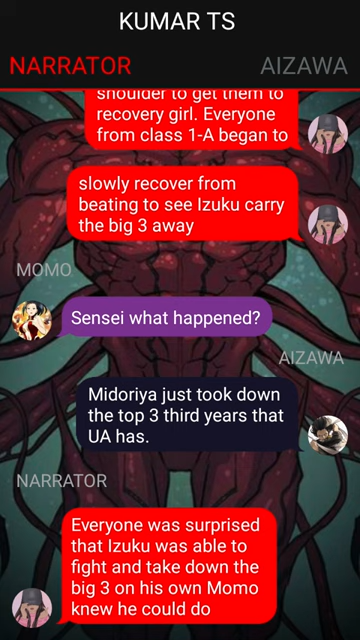 KUMAR TS
NARRATOR
AIZAWA
shoulder to get them to
recovery girl. Everyone
from class 1-A began to
slowly recover from
beating to see Izuku carry
the big 3 away
MOMO
Sensei what happened?
AIZAWA
Midoriya just took down
the top 3 third years that
UA has.
NARRATOR
Everyone was surprised
that Izuku was able to
fight and take down the
big 3 on his own Momo
knew he could do